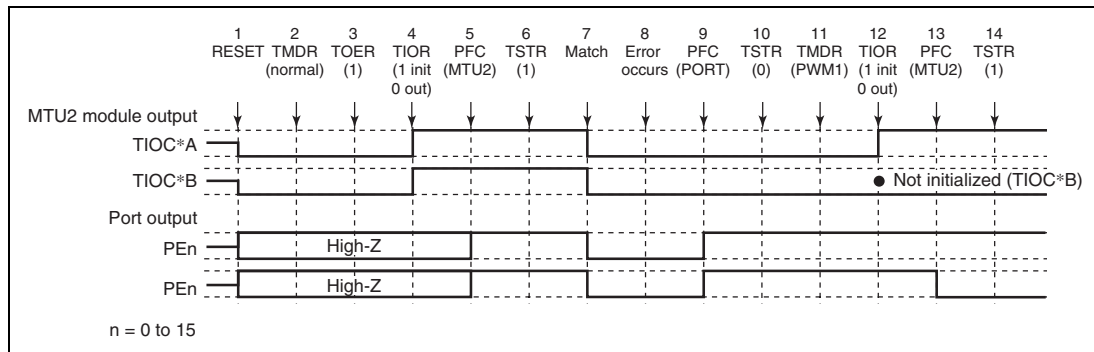 1 2 3 4 5 6 7 8 9 10 11 12 13 14
RESET TMDR TOER TIOR PFC TSTR Match Error PFC TSTR TMDR TIOR PFC TSTR
(normal) (1) (1 init (MTU2) (1) occurs (PORT) (0) (PWM1) (1 init (MTU2) (1)
0 out) 0 out)
MTU2 module output
TIOC*A
TIOC*B
● Not initialized (TIOC*B)
Port output
PEn
High-Z
PEn
High-Z
n = 0 to 15